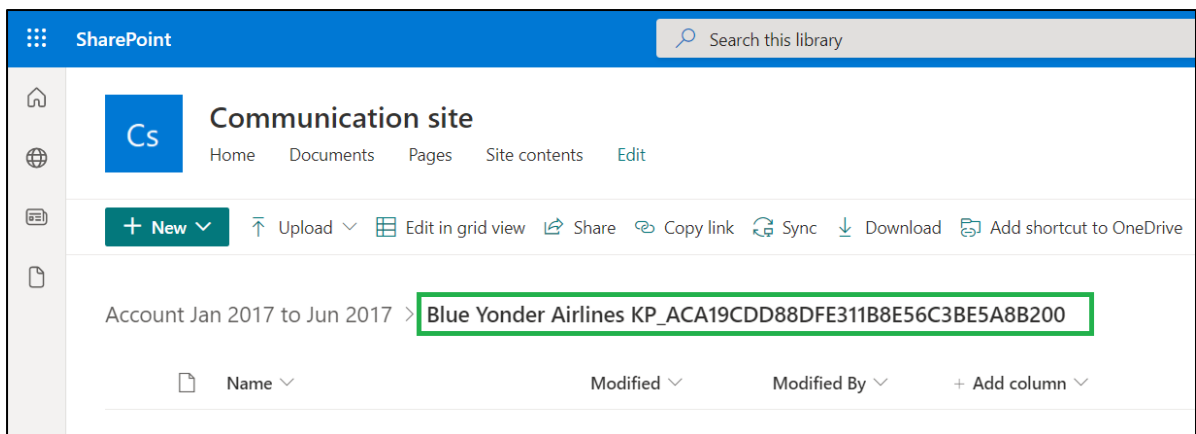 SharePoint
Search this library
Cs
Communication site
Home Documents Pages Site contents Edit
+ New Upload Edit in grid view Share Copy link Sync Download Add shortcut to OneDrive
Account Jan 2017 to Jun 2017 > Blue Yonder Airlines KP_ACA19CDD88DFE311B8E56C3BE5A8B200
Name Modified Modified By + Add column